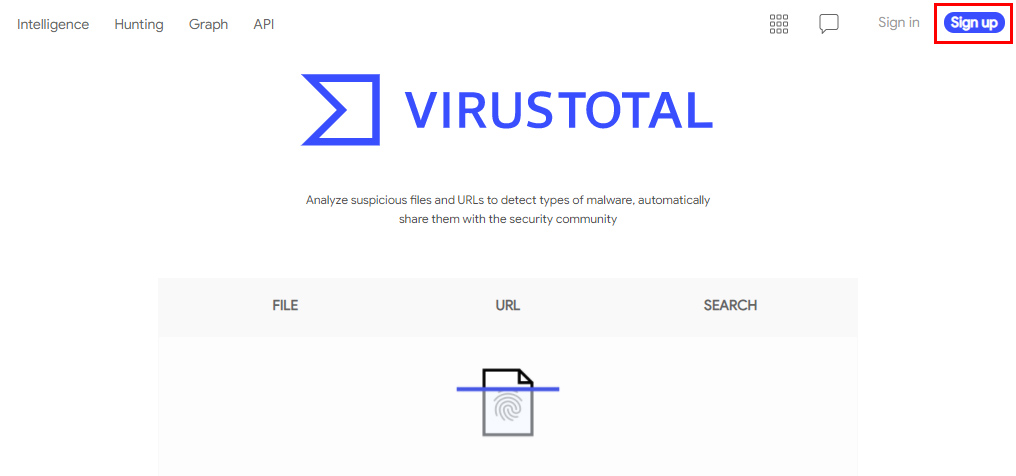 Intelligence Hunting Graph API Sign in Sign up
VIRUSTOTAL
Analyze suspicious files and URLs to detect types of malware, automatically
share them with the security community
FILE URL SEARCH